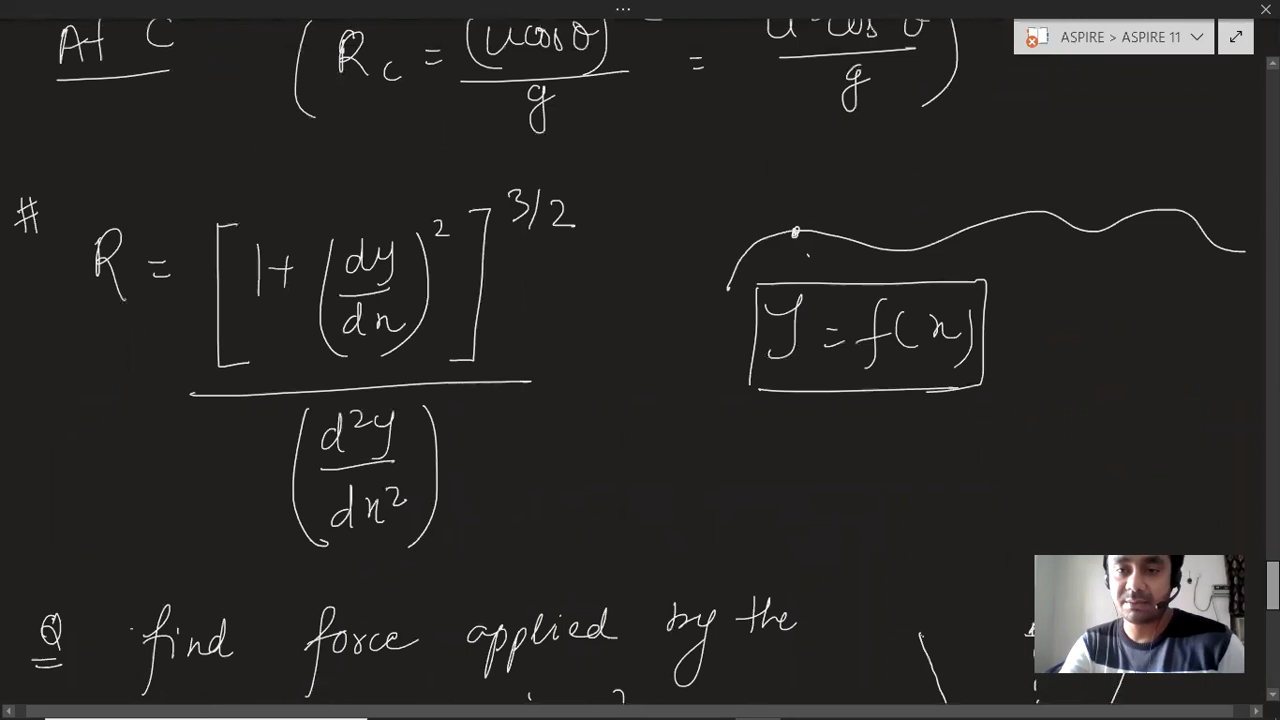 At C ( R_C = (u cos θ)² / g = u² cos² θ / g )
ASPIRE > ASPIRE 11
# R = [ 1 + (dy/dx)² ]^3/2 / (d²y/dx²)
y = f(x)
Q find force applied by the